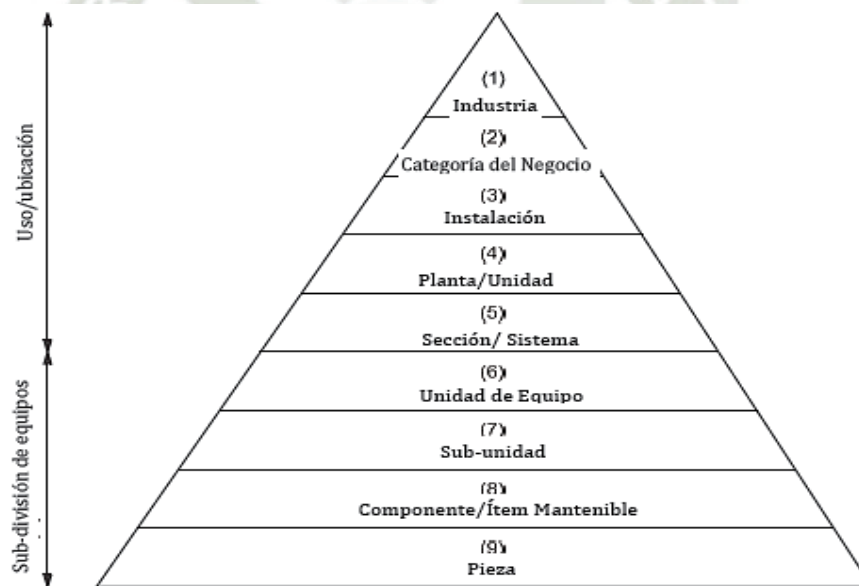 Uso/ubicación
Sub-división de equipos
(1)
Industria
(2)
Categoría del Negocio
(3)
Instalación
(4)
Planta/Unidad
(5)
Sección/ Sistema
(6)
Unidad de Equipo
(7)
Sub-unidad
(8)
Componente/Ítem Mantenible
(9)
Pieza